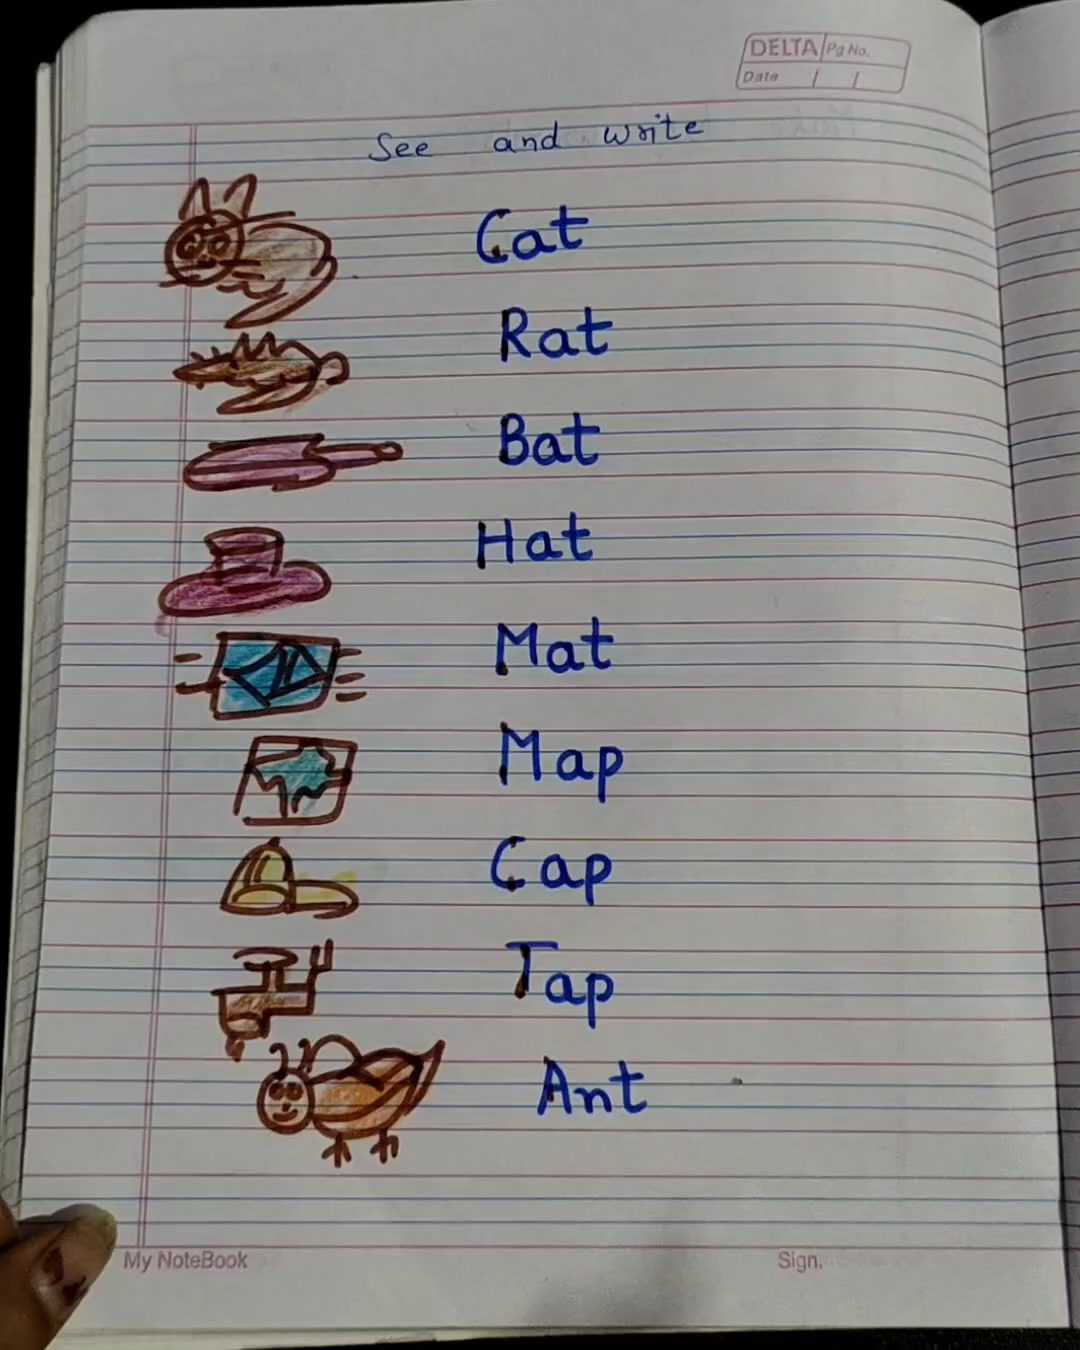 DELTA Pg No.
Date / /
See and write
Cat
Rat
Bat
Hat
Mat
Map
Cap
Tap
Ant
My NoteBook Sign.